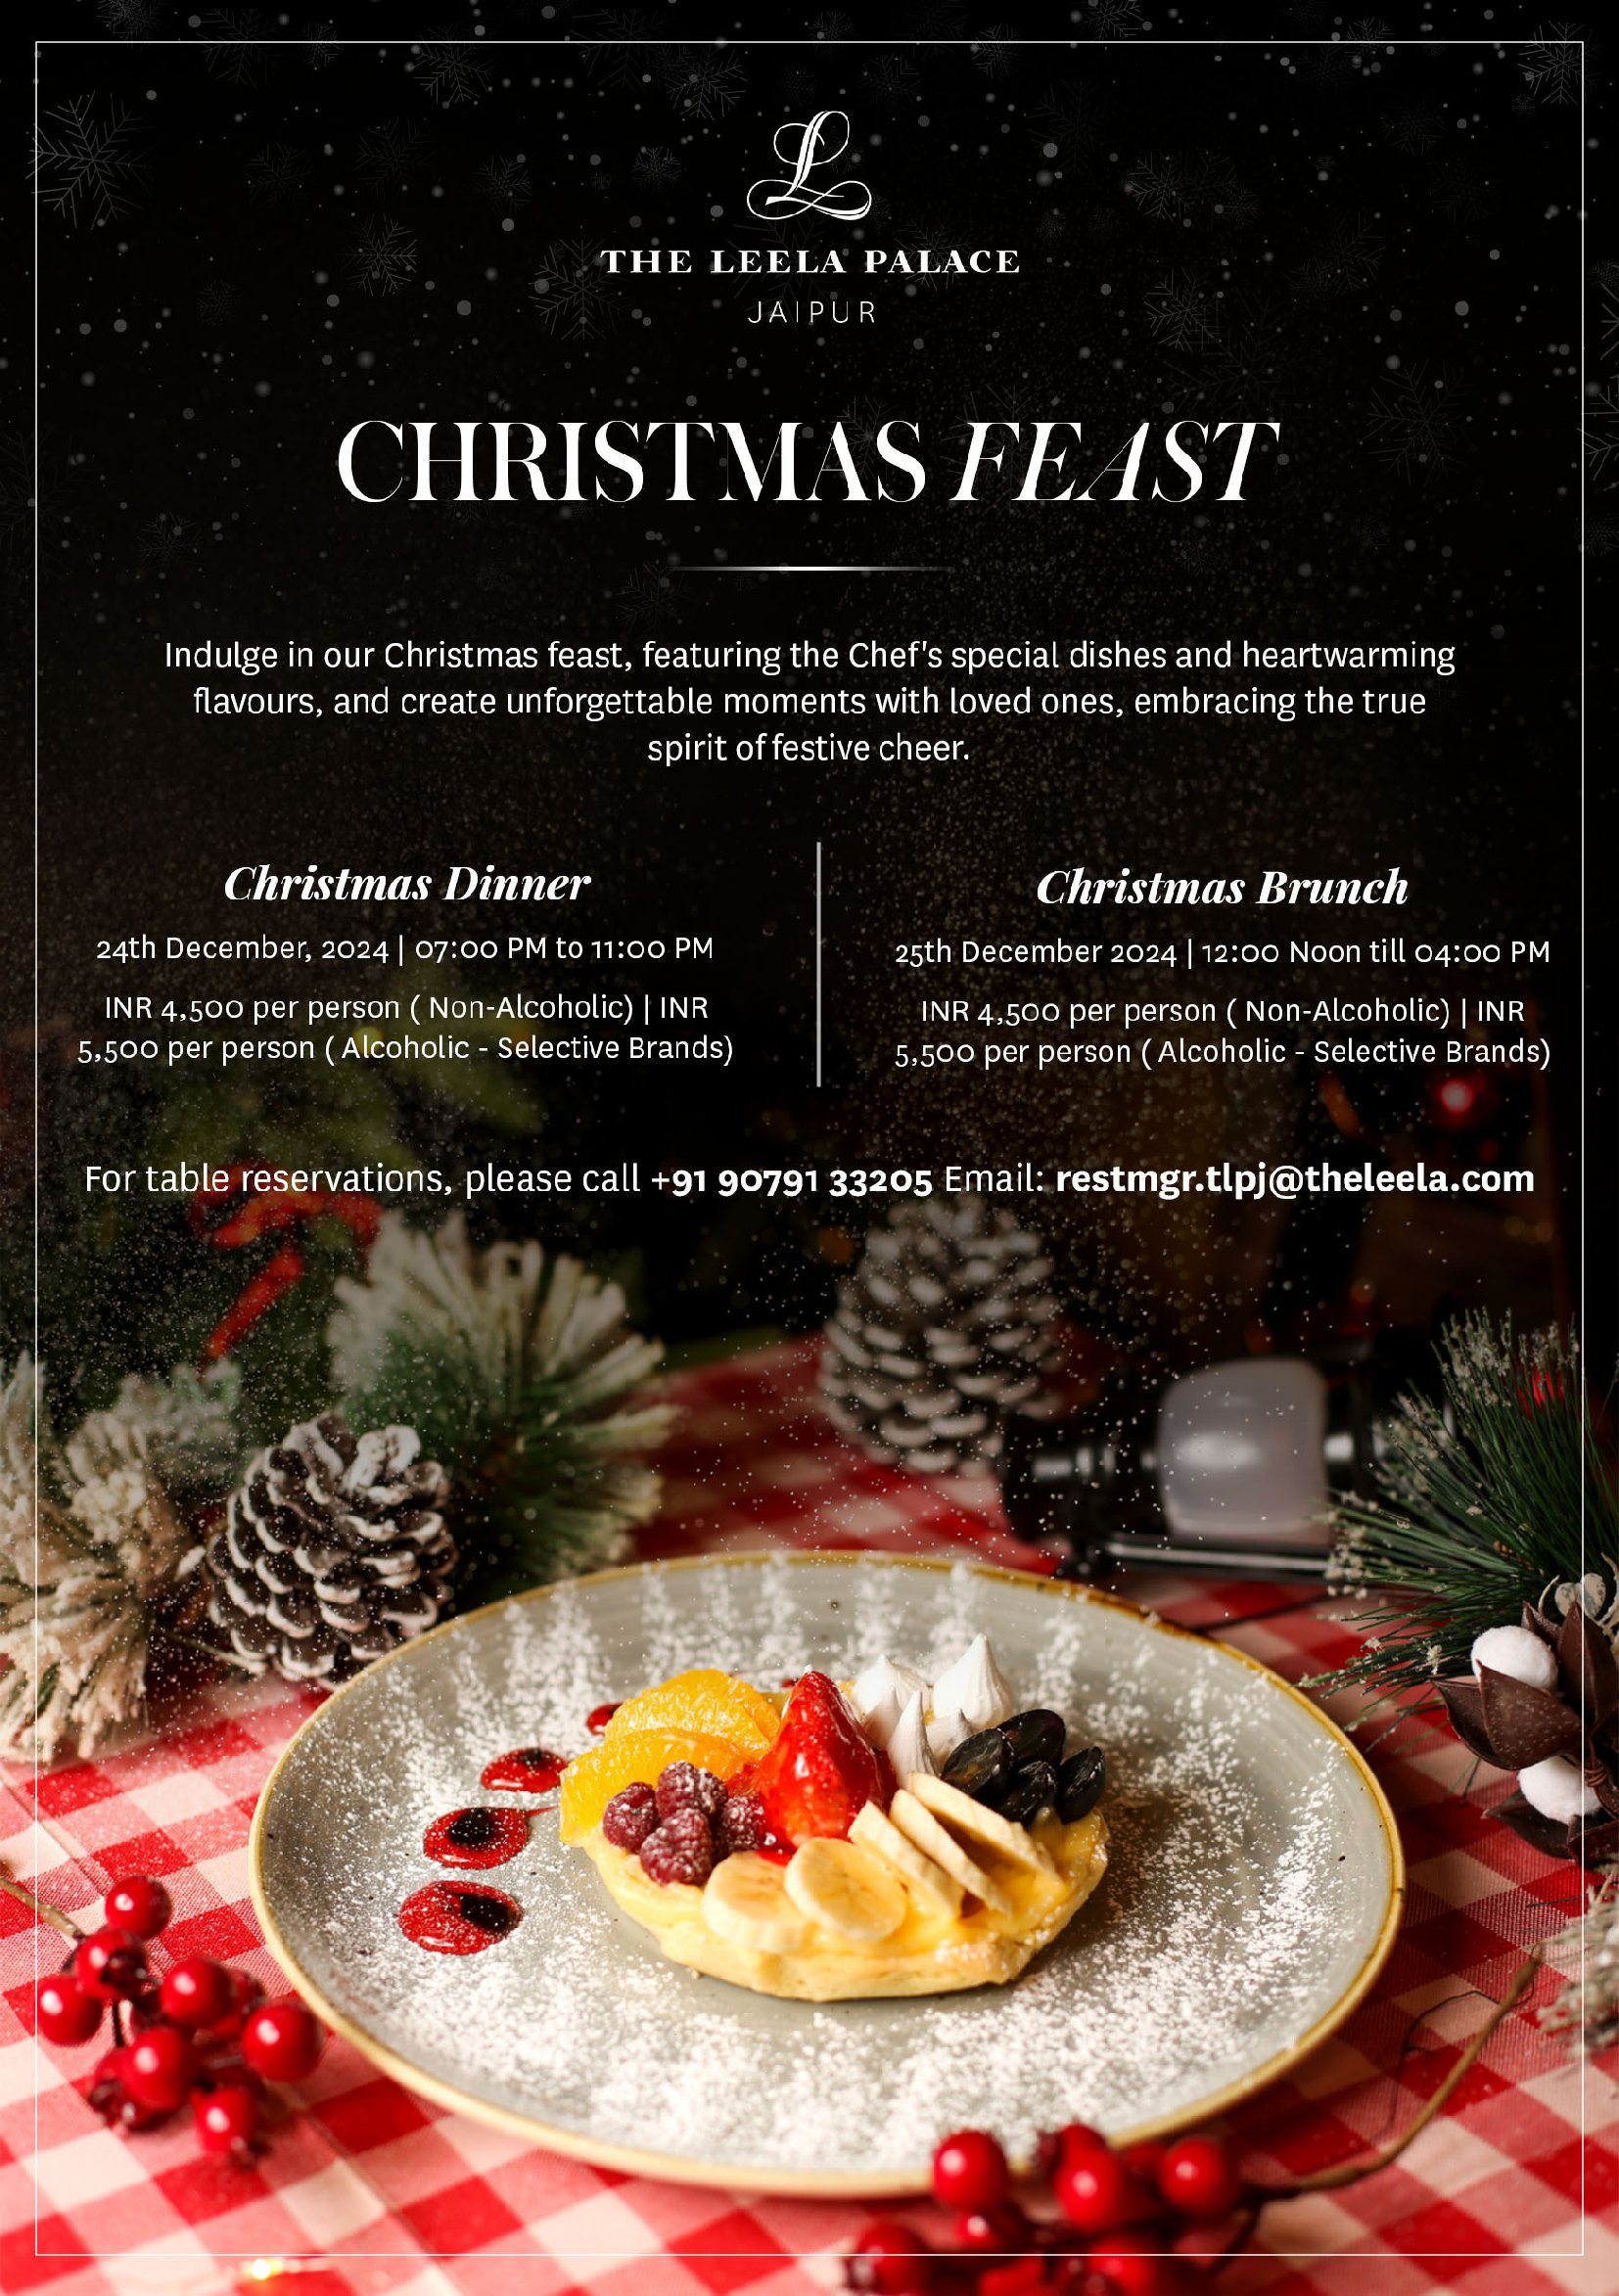 L
THE LEELA PALACE
JAIPUR
CHRISTMAS FEAST
Indulge in our Christmas feast, featuring the Chef's special dishes and heartwarming
flavours, and create unforgettable moments with loved ones, embracing the true
spirit of festive cheer.
Christmas Dinner
24th December, 2024 | 07:00 PM to 11:00 PM
INR 4,500 per person ( Non-Alcoholic) | INR
5,500 per person ( Alcoholic - Selective Brands)
Christmas Brunch
25th December 2024 | 12:00 Noon till 04:00 PM
INR 4,500 per person ( Non-Alcoholic) | INR
5,500 per person ( Alcoholic - Selective Brands)
For table reservations, please call +91 90791 33205 Email: restmgr.tlpj@theleela.com